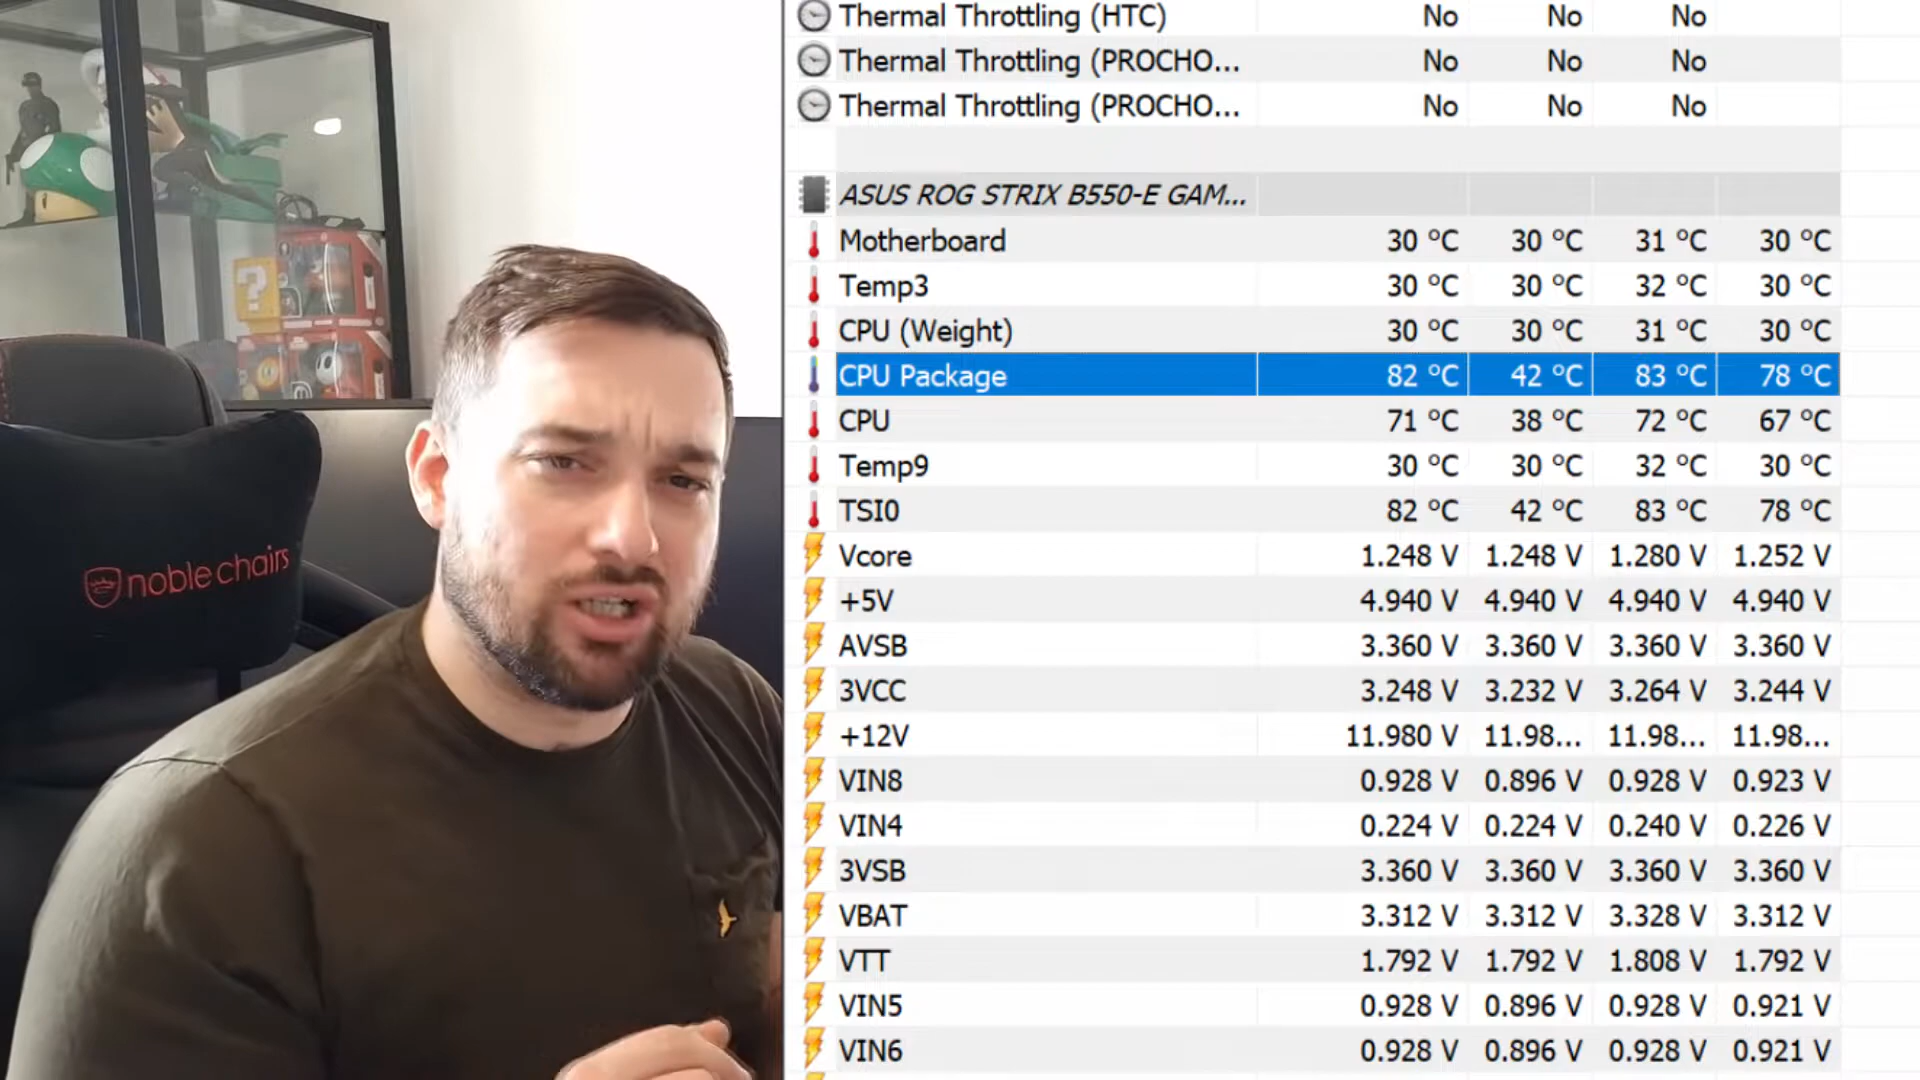 Thermal Throttling (HTC) No No No
Thermal Throttling (PROCHO... No No No
Thermal Throttling (PROCHO... No No No
ASUS ROG STRIX B550-E GAM...
Motherboard 30 °C 30 °C 31 °C 30 °C
Temp3 30 °C 30 °C 32 °C 30 °C
CPU (Weight) 30 °C 30 °C 31 °C 30 °C
CPU Package 82 °C 42 °C 83 °C 78 °C
CPU 71 °C 38 °C 72 °C 67 °C
Temp9 30 °C 30 °C 32 °C 30 °C
TSI0 82 °C 42 °C 83 °C 78 °C
Vcore 1.248 V 1.248 V 1.280 V 1.252 V
+5V 4.940 V 4.940 V 4.940 V 4.940 V
AVSB 3.360 V 3.360 V 3.360 V 3.360 V
3VCC 3.248 V 3.232 V 3.264 V 3.244 V
+12V 11.980 V 11.98... 11.98... 11.98...
VIN8 0.928 V 0.896 V 0.928 V 0.923 V
VIN4 0.224 V 0.224 V 0.240 V 0.226 V
3VSB 3.360 V 3.360 V 3.360 V 3.360 V
VBAT 3.312 V 3.312 V 3.328 V 3.312 V
VTT 1.792 V 1.792 V 1.808 V 1.792 V
VIN5 0.928 V 0.896 V 0.928 V 0.921 V
VIN6 0.928 V 0.896 V 0.928 V 0.921 V
noblechairs
?